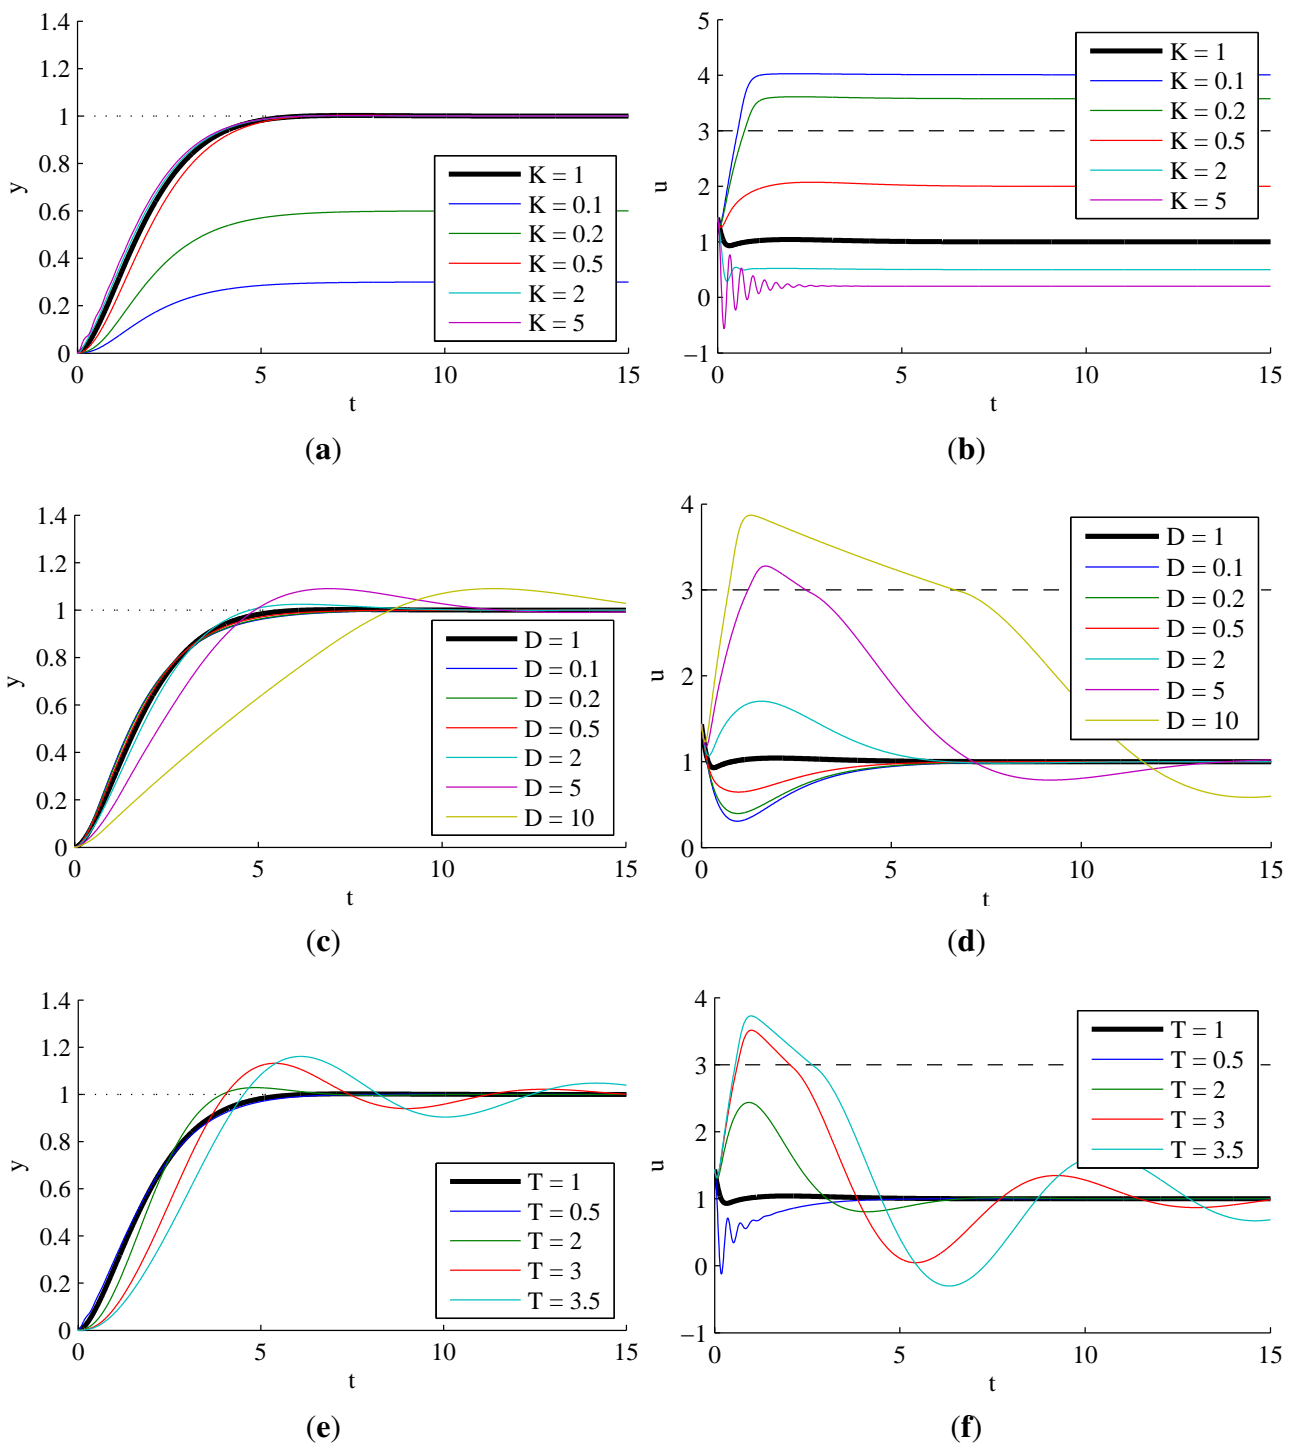 1.4
1.2
1
0.8
0.6
0.4
0.2
0
0 5 10 15
y
t
K = 1
K = 0.1
K = 0.2
K = 0.5
K = 2
K = 5
(a)
5
4
3
2
1
0
−1
0 5 10 15
u
t
K = 1
K = 0.1
K = 0.2
K = 0.5
K = 2
K = 5
(b)
1.4
1.2
1
0.8
0.6
0.4
0.2
0
0 5 10 15
y
t
D = 1
D = 0.1
D = 0.2
D = 0.5
D = 2
D = 5
D = 10
(c)
4
3
2
1
0
0 5 10 15
u
t
D = 1
D = 0.1
D = 0.2
D = 0.5
D = 2
D = 5
D = 10
(d)
1.4
1.2
1
0.8
0.6
0.4
0.2
0
0 5 10 15
y
t
T = 1
T = 0.5
T = 2
T = 3
T = 3.5
(e)
4
3
2
1
0
−1
0 5 10 15
u
t
T = 1
T = 0.5
T = 2
T = 3
T = 3.5
(f)